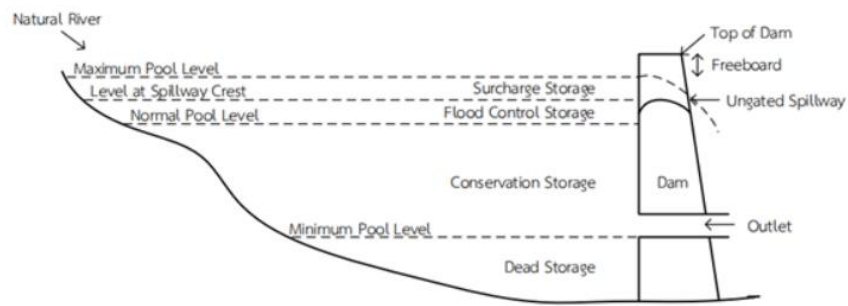 Natural River
Top of Dam
Freeboard
Maximum Pool Level
Surcharge Storage
Level at Spillway Crest
Ungated Spillway
Normal Pool Level
Flood Control Storage
Conservation Storage
Dam
Outlet
Minimum Pool Level
Dead Storage